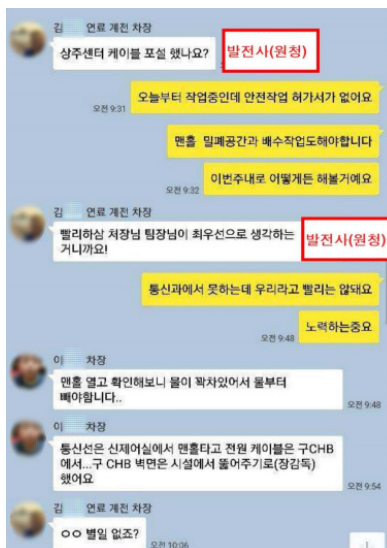 김 연료 계전 차장
상주센터 케이블 포설 했나요?
발전사(원청)
오늘부터 작업중인데 안전작업 허가서가 없어요
오전 9:31
맨홀 밀폐공간과 배수작업도해야합니다
이번주내로 어떻게든 해볼거예요
오전 9:32
김 연료 계전 차장
빨리하삼 처장님 팀장님이 최우선으로 생각하는
거니까요!
발전사(원청)
통신과에서 못하는데 우리라고 빨리는 않돼요
노력하는중요
오전 9:48
이 차장
맨홀 열고 확인해보니 물이 꽉차있어서 물부터
빼야함니다..
오전 9:48
이 차장
통신선은 신제어실에서 맨홀타고 전원 케이블은 구CHB
에서...구 CHB 벽면은 시설에서 뚫어주기로(장감독)
했어요
오전 9:54
김 연료 계전 차장
ㅇㅇ 별일 없죠?
오전 10:06